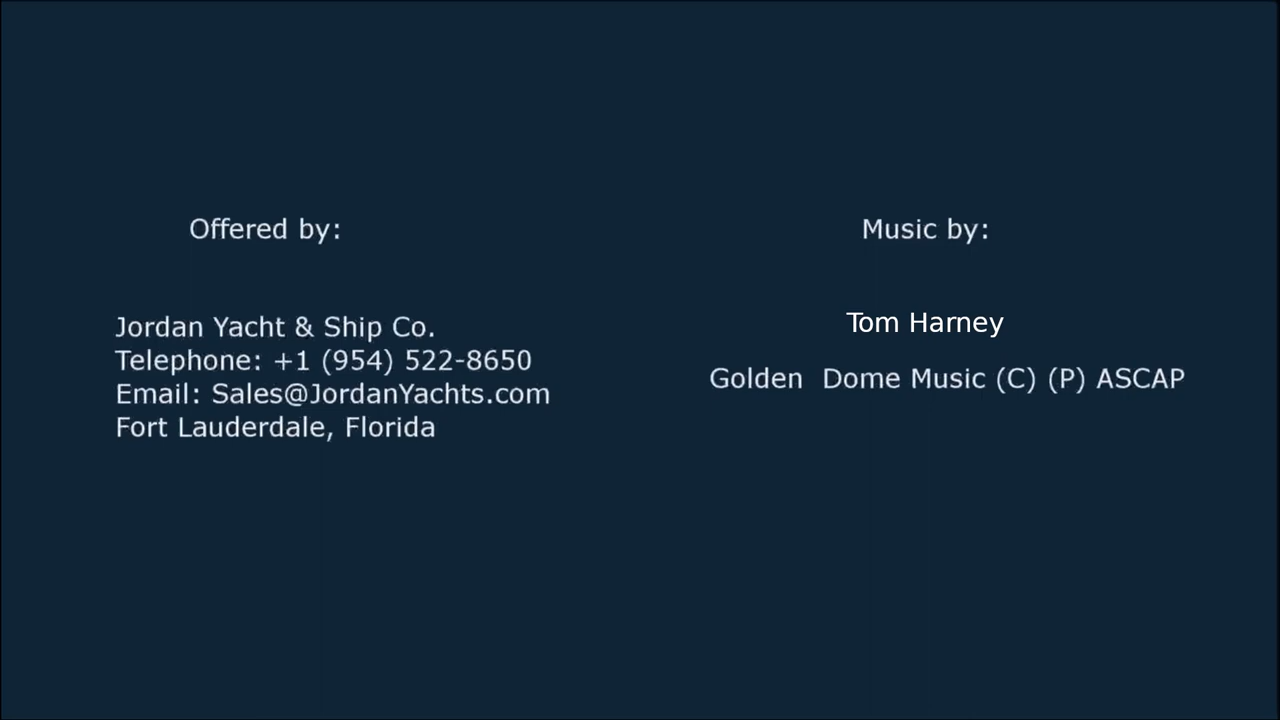 Offered by:
Jordan Yacht & Ship Co.
Telephone: +1 (954) 522-8650
Email: Sales@JordanYachts.com
Fort Lauderdale, Florida
Music by:
Tom Harney
Golden  Dome Music (C) (P) ASCAP